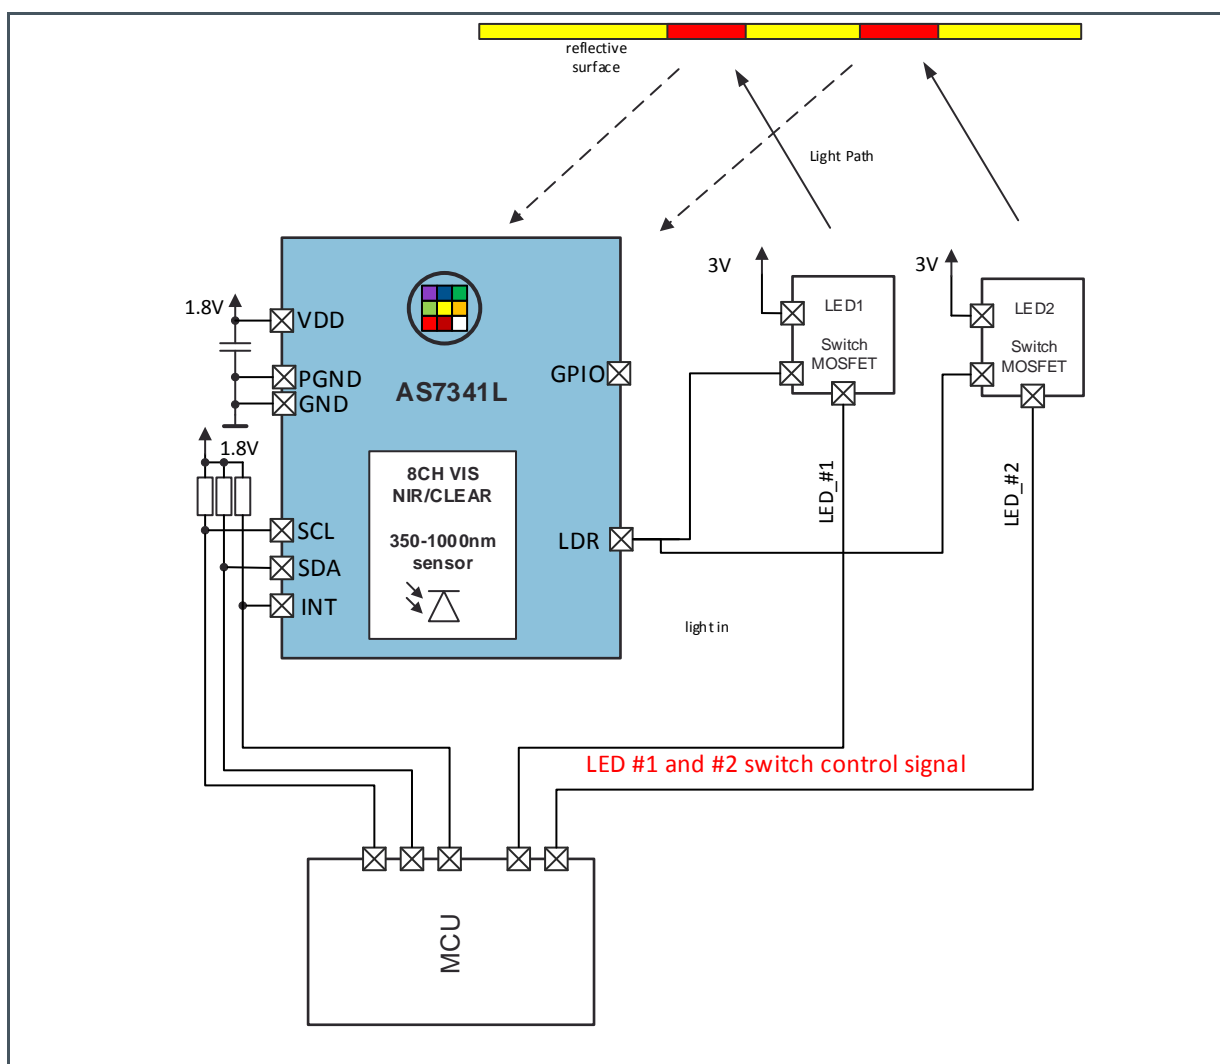 reflective
surface
Light Path
3V
3V
1.8V
VDD
LED1
LED2
Switch
MOSFET
Switch
MOSFET
PGND
GPIO
AS7341L
GND
1.8V
8CH VIS
NIR/CLEAR
350-1000nm
sensor
LED_#1
LED_#2
SCL
LDR
SDA
INT
light in
LED #1 and #2 switch control signal
MCU